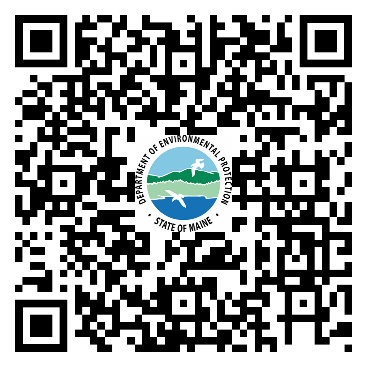 DEPARTMENT OF ENVIRONMENTAL PROTECTION
• STATE OF MAINE •